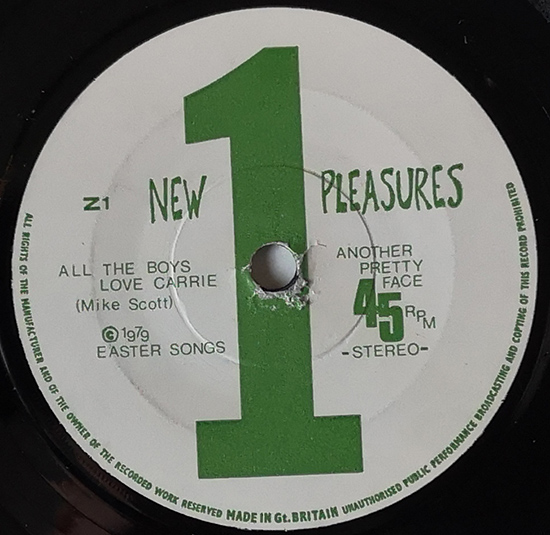 1
NEW PLEASURES
Z1
ALL THE BOYS
LOVE CARRIE
(Mike Scott)
© 1979
EASTER SONGS
ANOTHER
PRETTY
FACE
45 RPM
-STEREO-
ALL RIGHTS OF THE MANUFACTURER AND OF THE OWNER OF THE RECORDED WORK RESERVED MADE IN Gt. BRITAIN UNAUTHORISED PUBLIC PERFORMANCE BROADCASTING AND COPYING OF THIS RECORD PROHIBITED